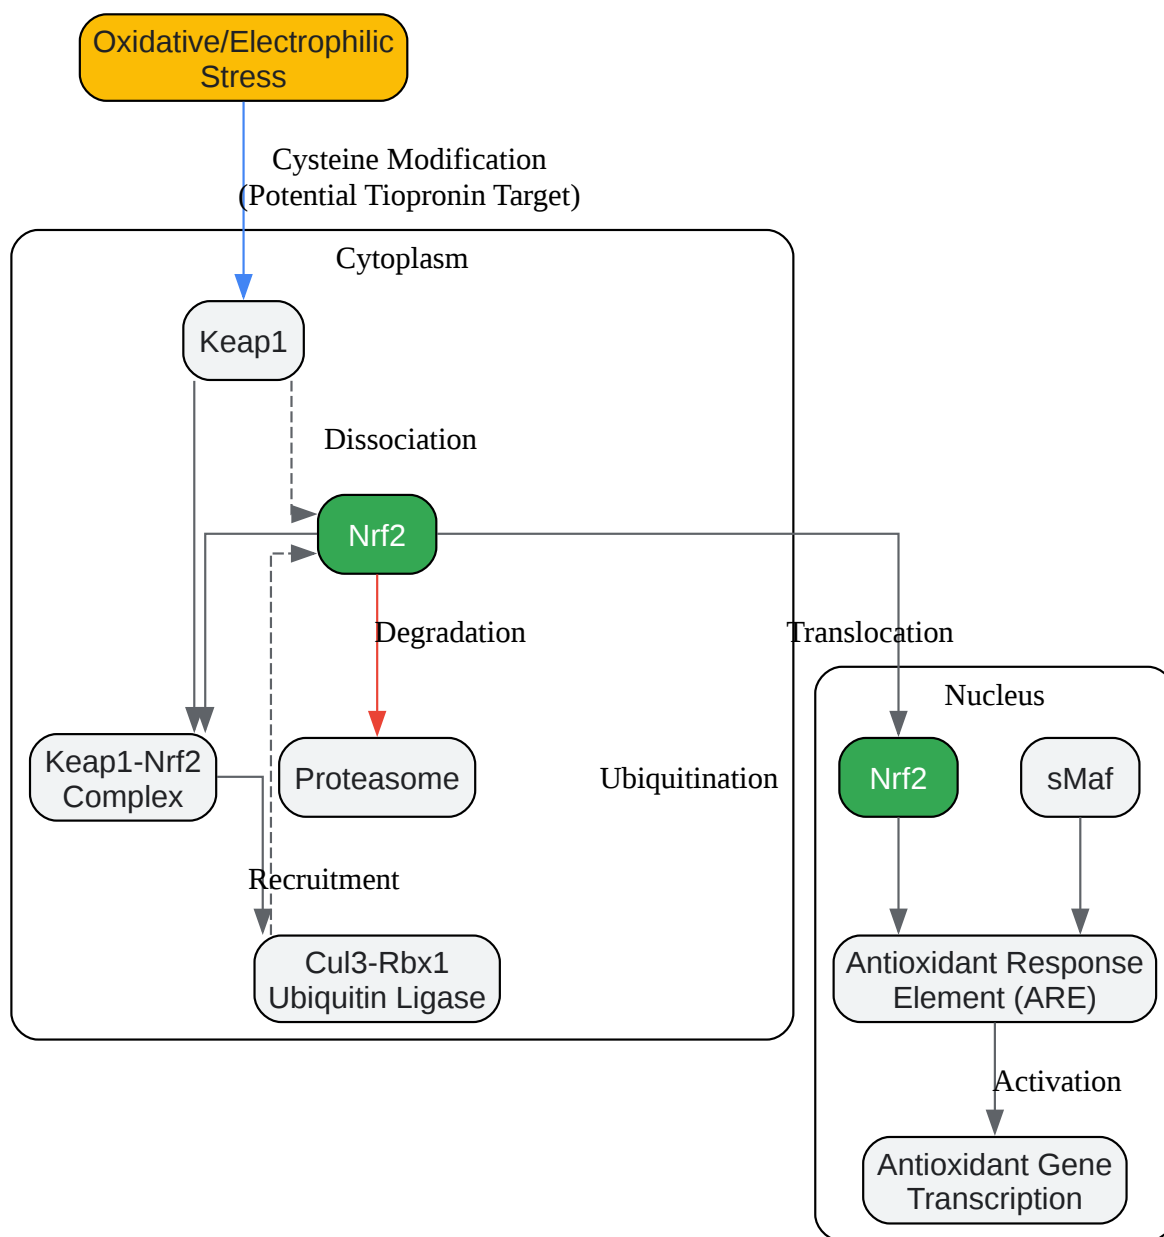 Oxidative/Electrophilic
Stress
Cysteine Modification
(Potential Tiopronin Target)
Cytoplasm
Keap1
Dissociation
Nrf2
Degradation
Translocation
Nucleus
Keap1-Nrf2
Complex
Proteasome
Ubiquitination
Nrf2
sMaf
Recruitment
Cul3-Rbx1
Ubiquitin Ligase
Antioxidant Response
Element (ARE)
Activation
Antioxidant Gene
Transcription